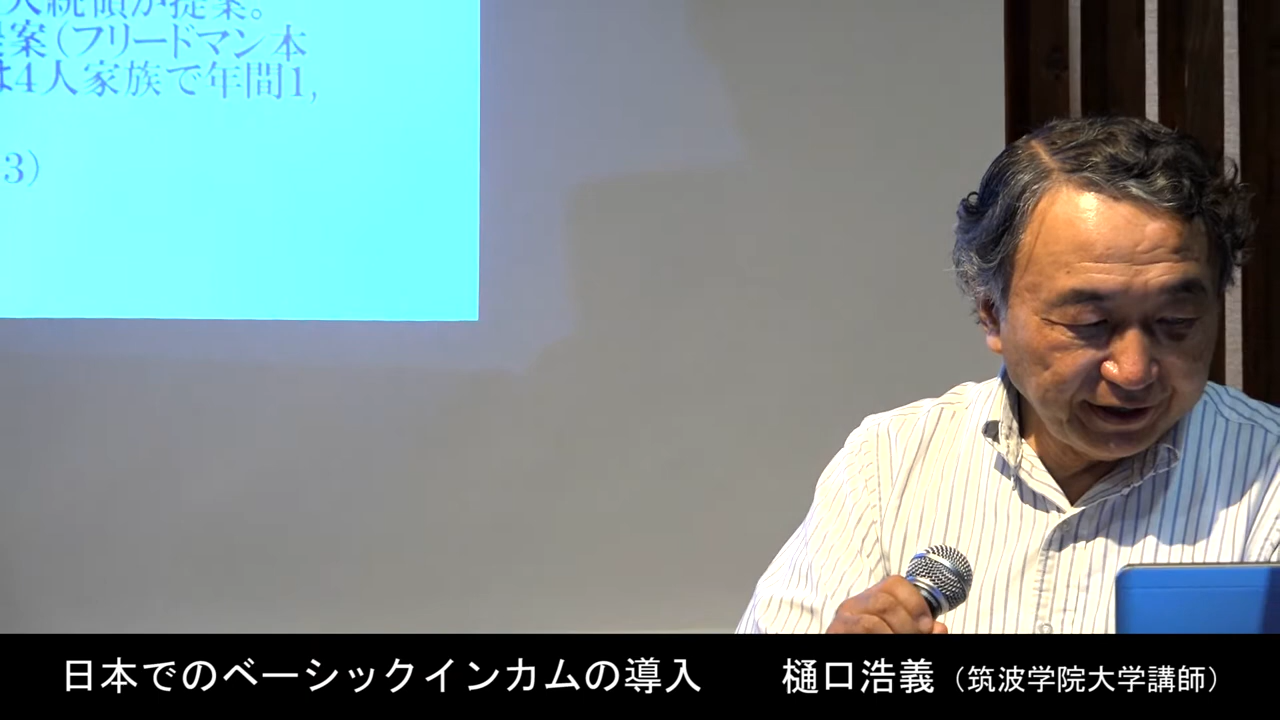 大統領が提案。
提案（フリードマン本
は4人家族で年間1,
3）
日本でのベーシックインカムの導入　　樋口浩義（筑波学院大学講師）